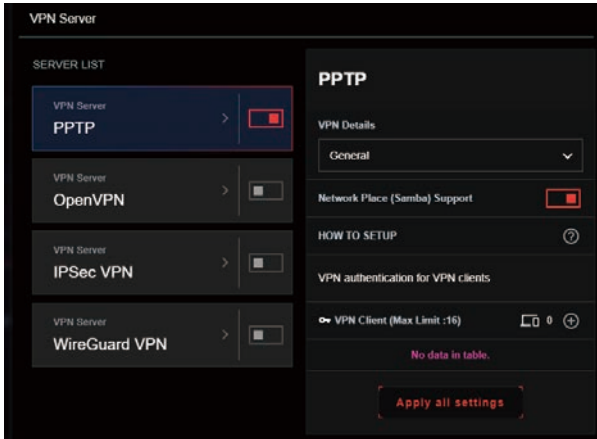 VPN Server
SERVER LIST
VPN Server
PPTP
VPN Server
OpenVPN
VPN Server
IPSec VPN
VPN Server
WireGuard VPN
PPTP
VPN Details
General
Network Place (Samba) Support
HOW TO SETUP
?
VPN authentication for VPN clients
VPN Client (Max Limit :16)
0
No data in table.
Apply all settings